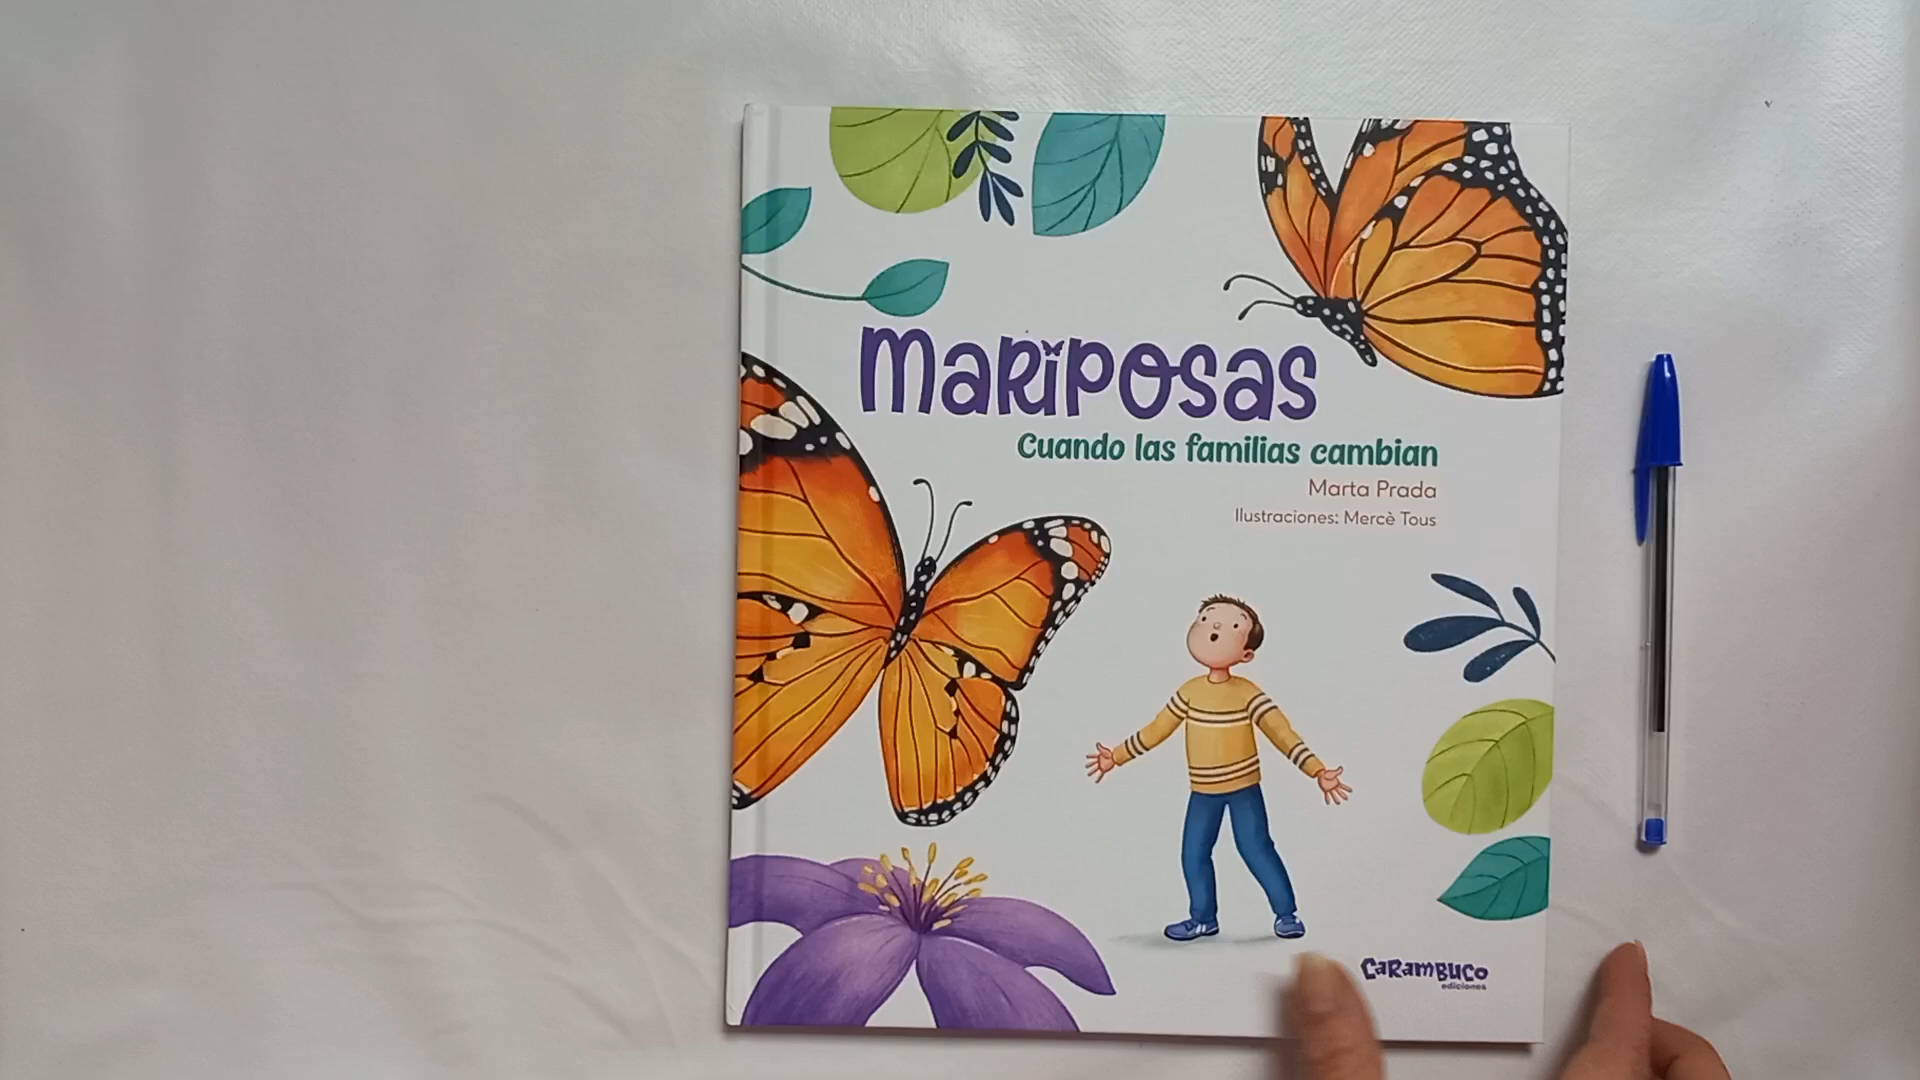 Mariposas
Cuando las familias cambian
Marta Prada
Ilustraciones: Mercè Tous
Carambuco
ediciones